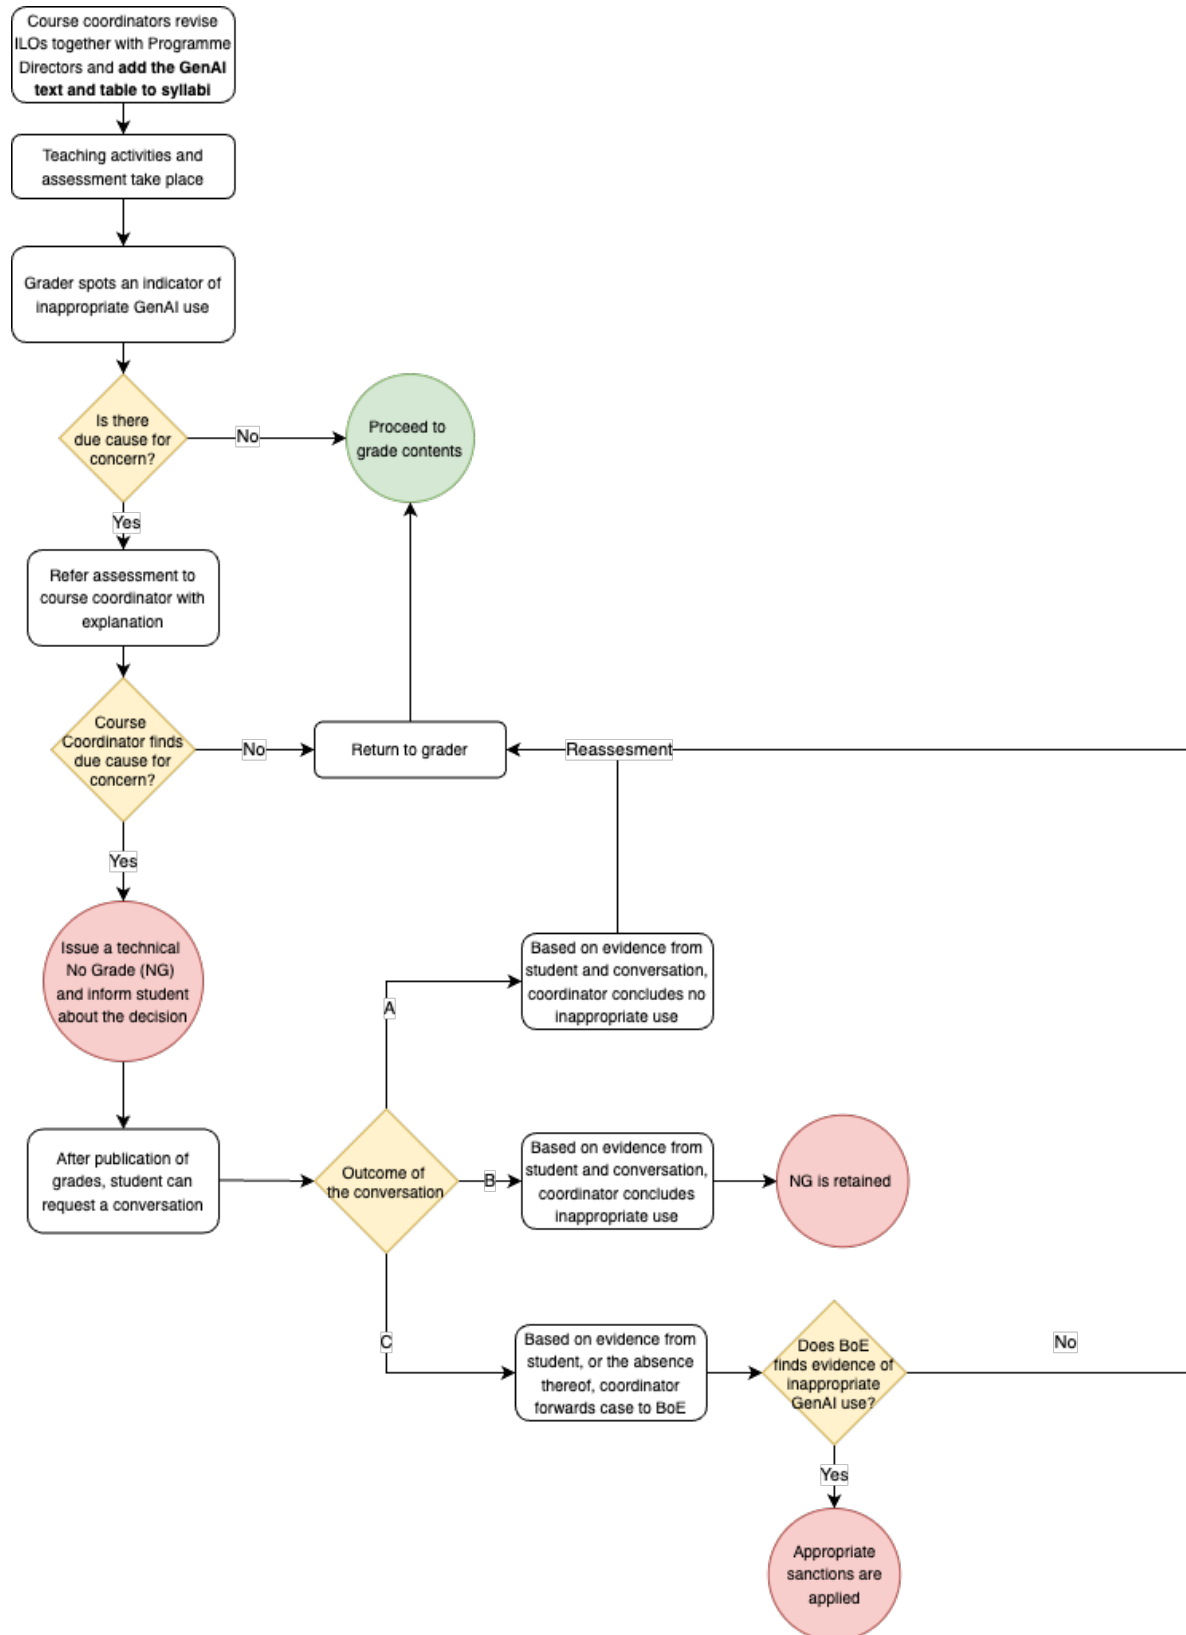 Course coordinators revise
ILOs together with Programme
Directors and add the GenAI
text and table to syllabi
Teaching activities and
assessment take place
Grader spots an indicator of
inappropriate GenAI use
Is there
due cause for
concern?
No
Proceed to
grade contents
Yes
Refer assessment to
course coordinator with
explanation
Course
Coordinator finds
due cause for
concern?
No
Return to grader
Reassesment
Yes
Issue a technical
No Grade (NG)
and inform student
about the decision
Based on evidence from
student and conversation,
coordinator concludes no
inappropriate use
A
After publication of
grades, student can
request a conversation
Outcome of
the conversation
B
Based on evidence from
student and conversation,
coordinator concludes
inappropriate use
NG is retained
C
Based on evidence from
student, or the absence
thereof, coordinator
forwards case to BoE
Does BoE
finds evidence of
inappropriate
GenAI use?
No
Yes
Appropriate
sanctions are
applied